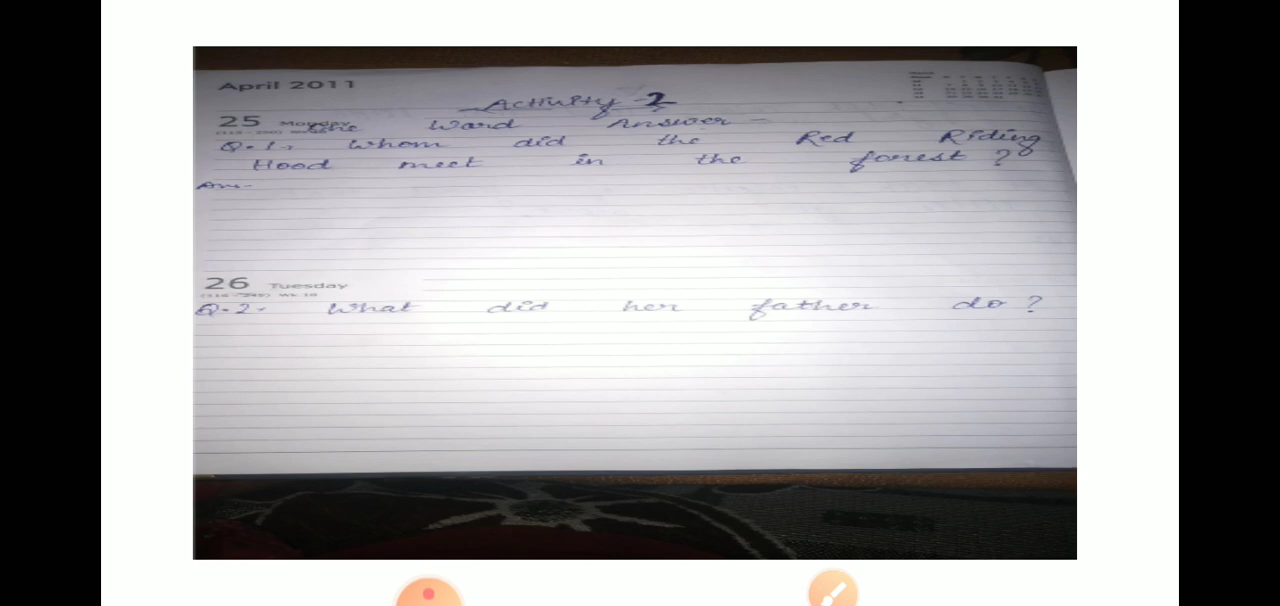 April 2011
Activity - 2
25 Monday
One Word Answer -
Q.1. Whom did the Red Riding
Hood meet in the forest ?
Ans-
26 Tuesday
Q.2. What did her father do ?